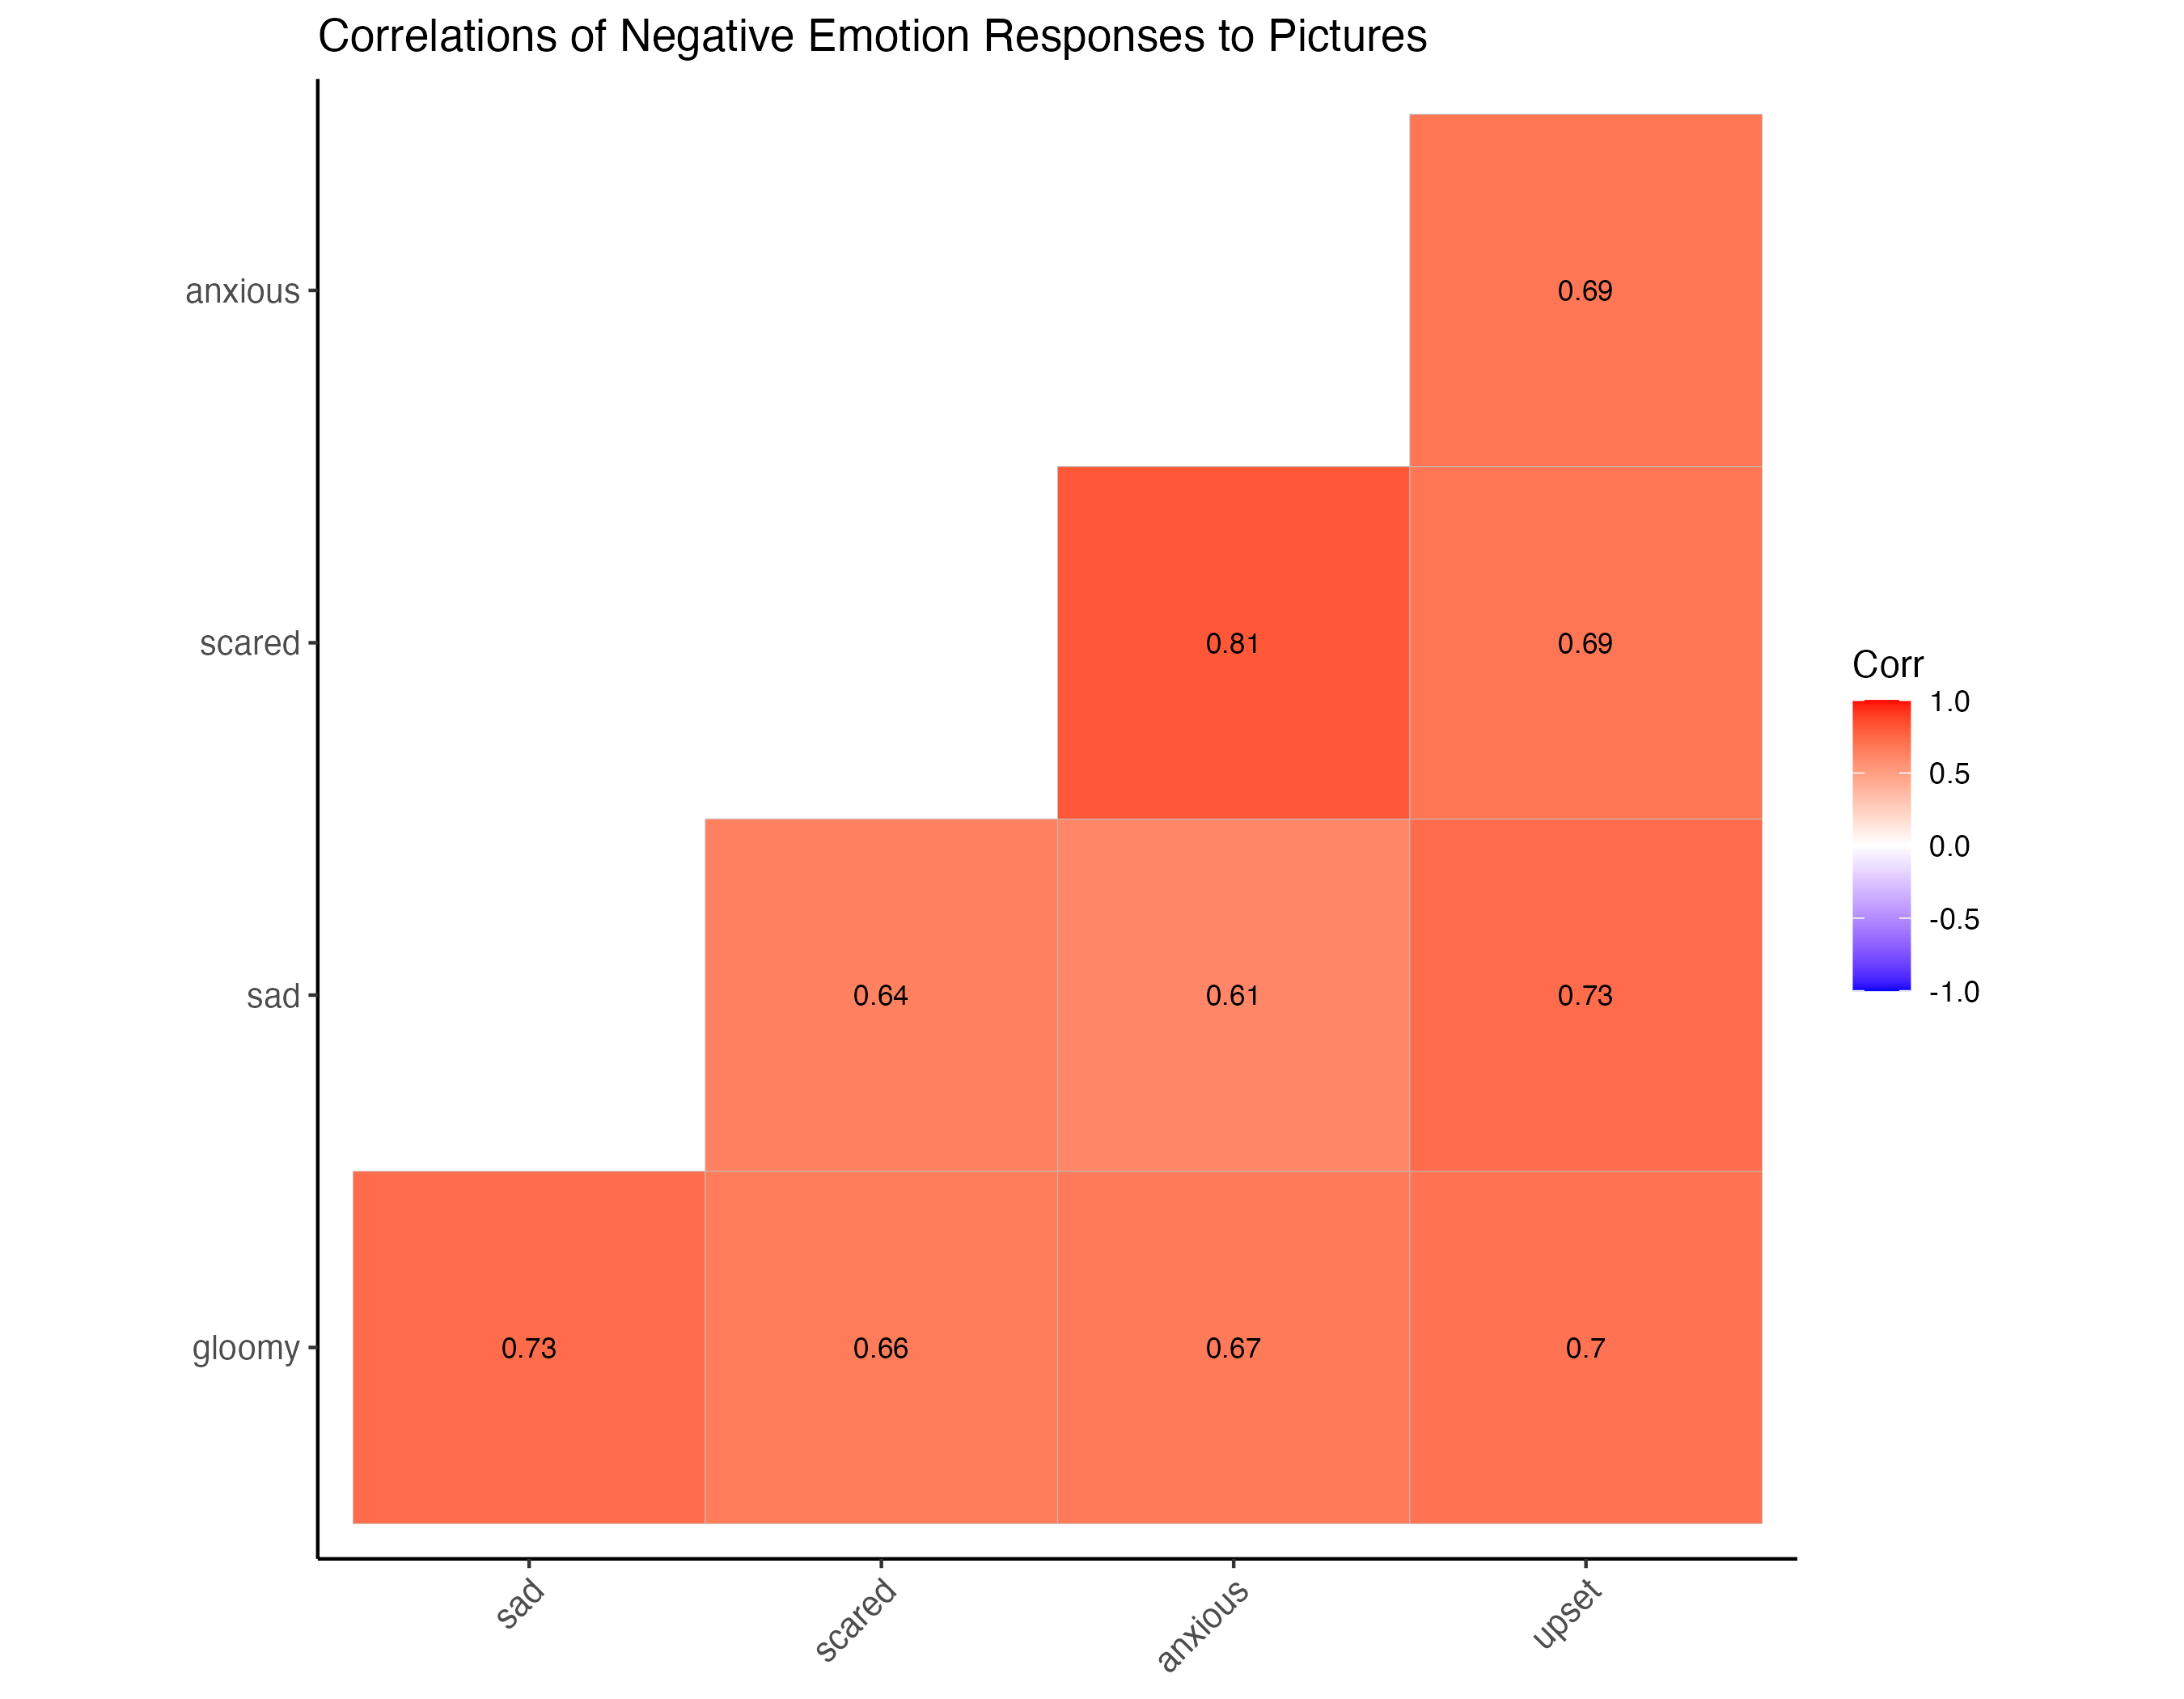 Correlations of Negative Emotion Responses to Pictures
anxious
0.69
scared
0.81 0.69
sad
0.64 0.61 0.73
gloomy
0.73 0.66 0.67 0.7
sad scared anxious upset
Corr
1.0
0.5
0.0
-0.5
-1.0